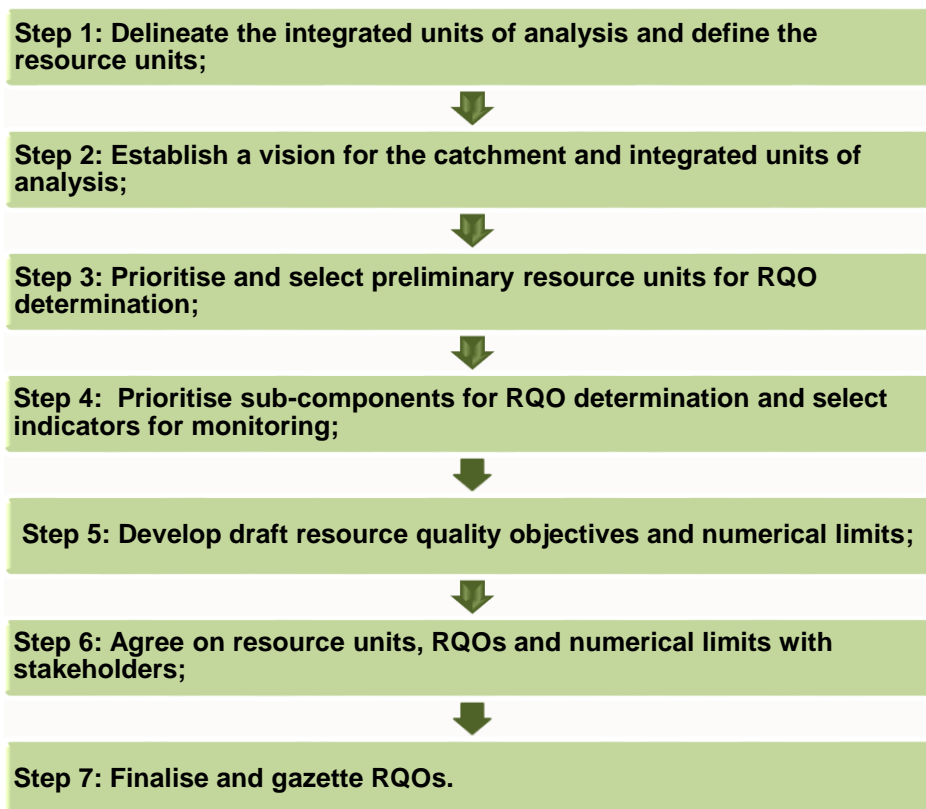 Step 1: Delineate the integrated units of analysis and define the
resource units;
Step 2: Establish a vision for the catchment and integrated units of
analysis;
Step 3: Prioritise and select preliminary resource units for RQO
determination;
Step 4:  Prioritise sub-components for RQO determination and select
indicators for monitoring;
Step 5: Develop draft resource quality objectives and numerical limits;
Step 6: Agree on resource units, RQOs and numerical limits with
stakeholders;
Step 7: Finalise and gazette RQOs.